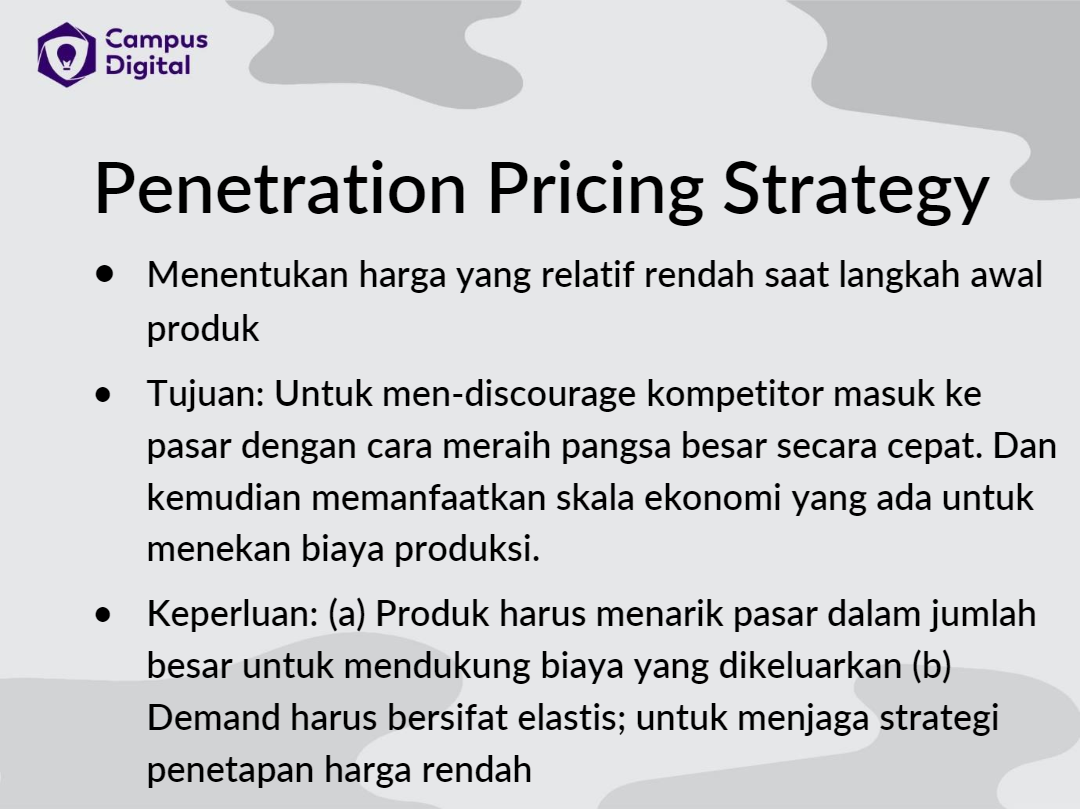 Campus
Digital
Penetration Pricing Strategy
• Menentukan harga yang relatif rendah saat langkah awal
produk
• Tujuan: Untuk men-discourage kompetitor masuk ke
pasar dengan cara meraih pangsa besar secara cepat. Dan
kemudian memanfaatkan skala ekonomi yang ada untuk
menekan biaya produksi.
• Keperluan: (a) Produk harus menarik pasar dalam jumlah
besar untuk mendukung biaya yang dikeluarkan (b)
Demand harus bersifat elastis; untuk menjaga strategi
penetapan harga rendah